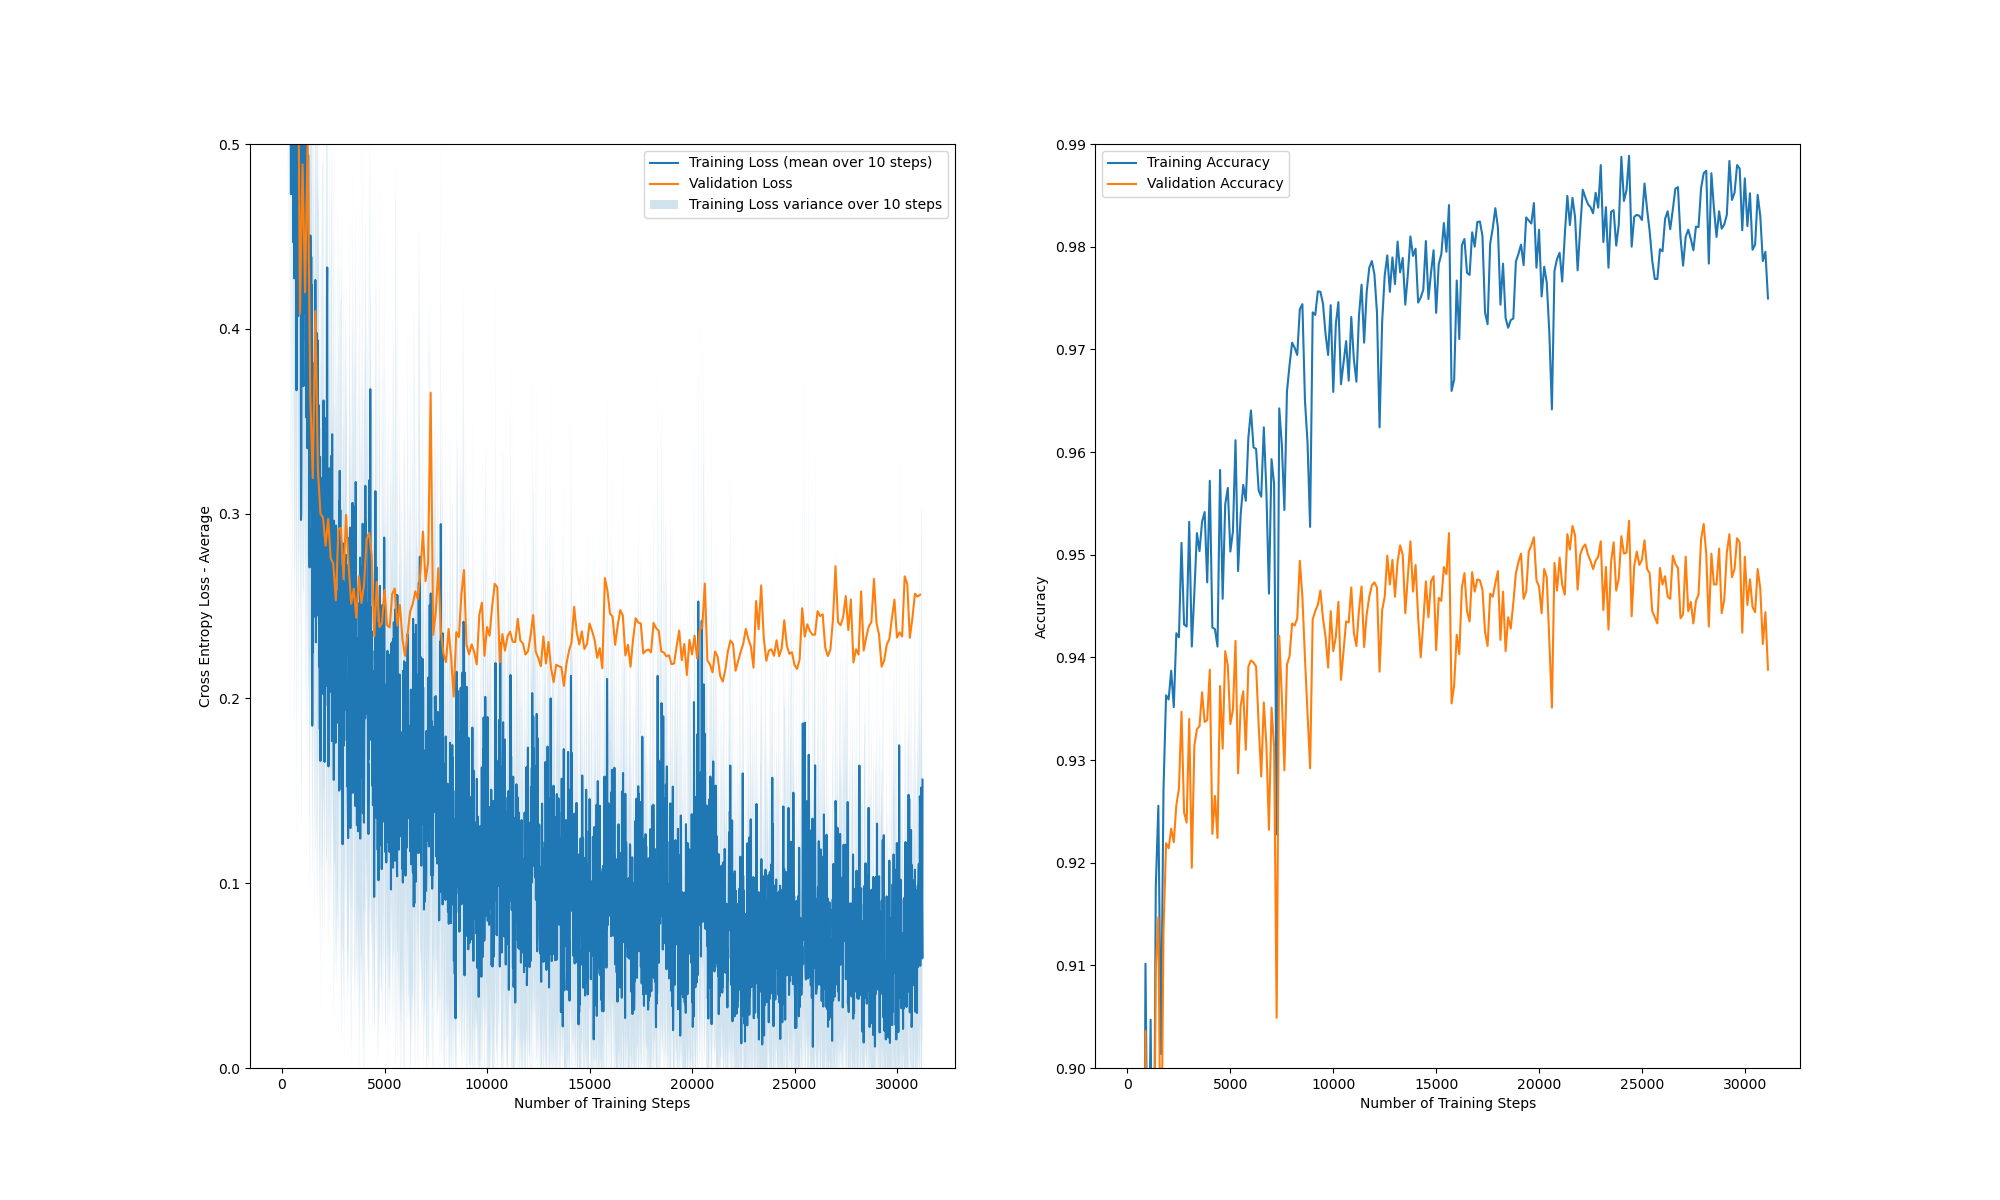 0.5
0.4
0.3
0.2
0.1
0.0
Cross Entropy Loss - Average
Training Loss (mean over 10 steps)
Validation Loss
Training Loss variance over 10 steps
0 5000 10000 15000 20000 25000 30000
Number of Training Steps
0.99
0.98
0.97
0.96
0.95
0.94
0.93
0.92
0.91
0.90
Accuracy
Training Accuracy
Validation Accuracy
0 5000 10000 15000 20000 25000 30000
Number of Training Steps